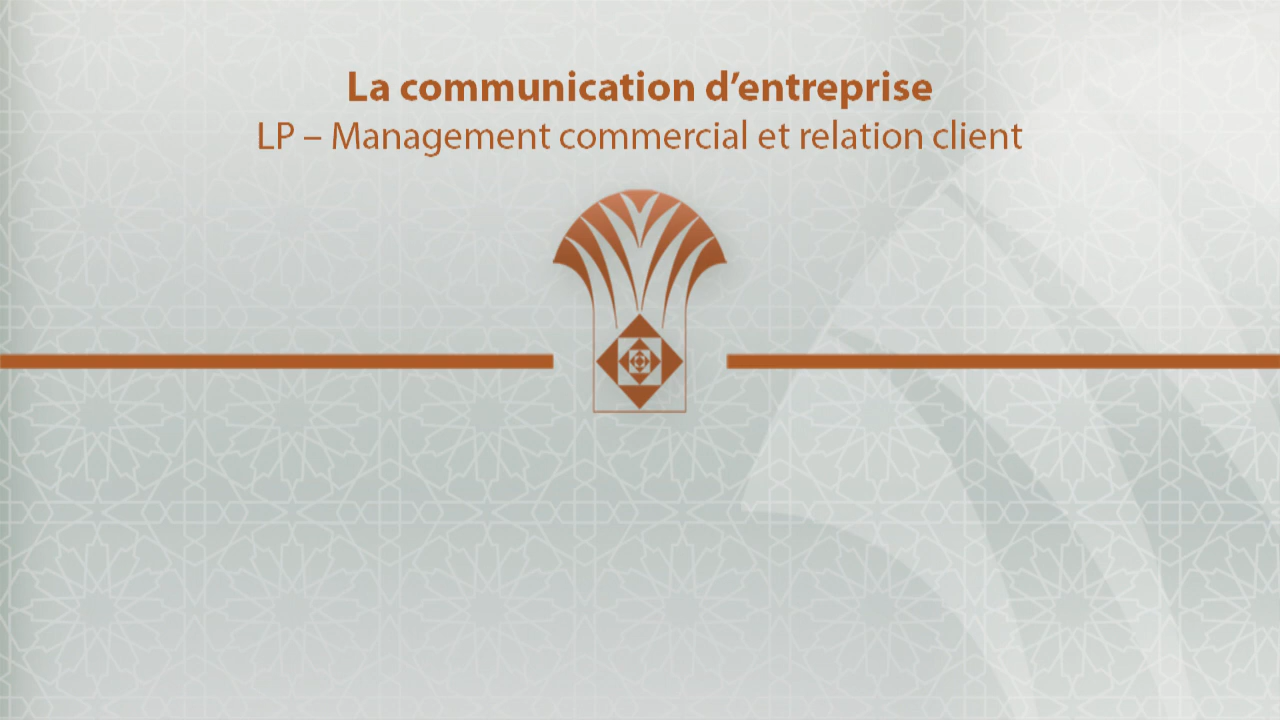 La communication d’entreprise
LP – Management commercial et relation client